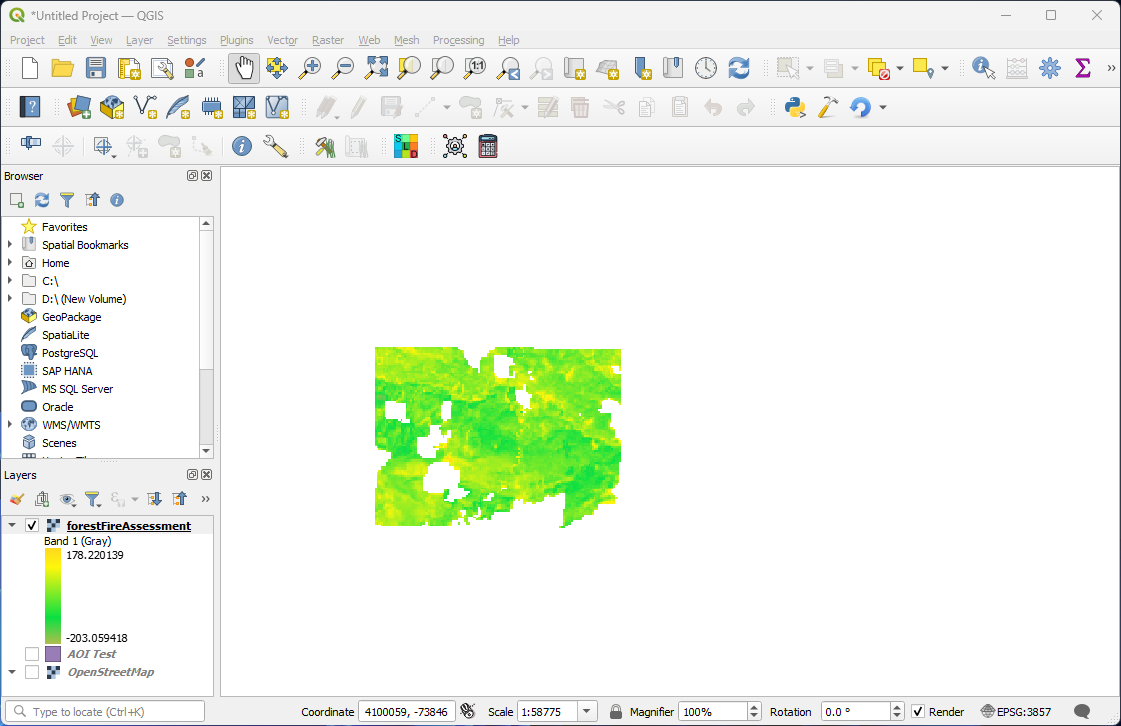 *Untitled Project — QGIS
Project Edit View Layer Settings Plugins Vector Raster Web Mesh Processing Help
1:1
a
?
S
L
D
Browser
Favorites
Spatial Bookmarks
Home
C:\
D:\ (New Volume)
GeoPackage
SpatiaLite
PostgreSQL
SAP HANA
MS SQL Server
Oracle
WMS/WMTS
Scenes
Layers
forestFireAssessment
Band 1 (Gray)
178.220139
-203.059418
AOI Test
OpenStreetMap
Type to locate (Ctrl+K) Coordinate 4100059, -73846 Scale 1:58775 Magnifier 100% Rotation 0.0 ° Render EPSG:3857